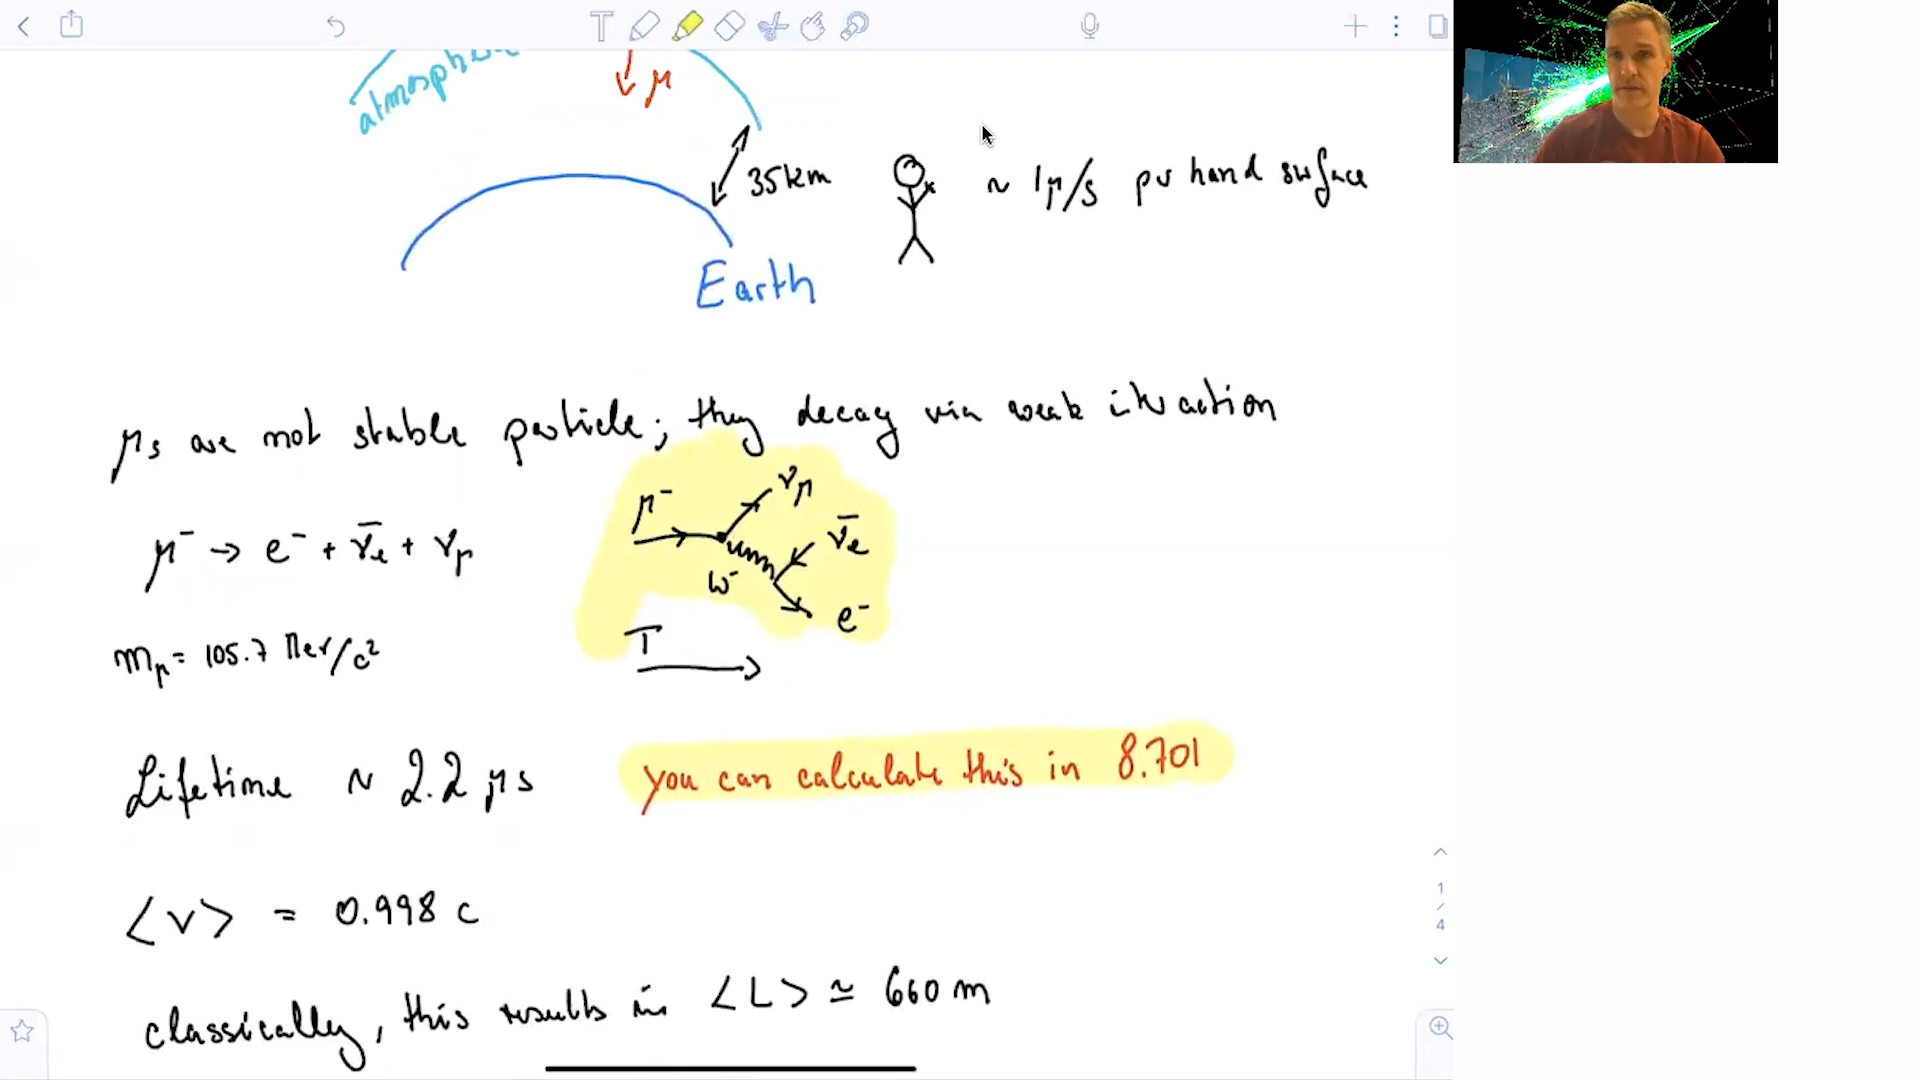 atmosphere
μ
35km
~ 1μ/s per hand surface
Earth
μs are not stable particle; they decay via weak interaction
μ⁻ → e⁻ + ν̄e + νμ
μ⁻ νμ
ν̄e
W⁻
e⁻
mμ = 105.7 MeV/c²
T
Lifetime ~ 2.2 μs you can calculate this in 8.701
<v> = 0.998 c
classically, this results in <L> ≃ 660 m
1
/
4